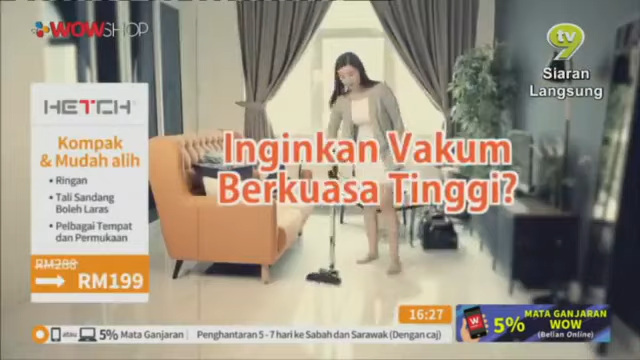 WOWSHOP
tv9
Siaran
Langsung
HETCH
Kompak
& Mudah alih
• Ringan
• Tali Sandang
Boleh Laras
• Pelbagai Tempat
dan Permukaan
RM288
RM199
Inginkan Vakum
Berkuasa Tinggi?
16:27
5% MATA GANJARAN
WOW
(Belian Online)
atau 5% Mata Ganjaran | Penghantaran 5 - 7 hari ke Sabah dan Sarawak (Dengan caj)